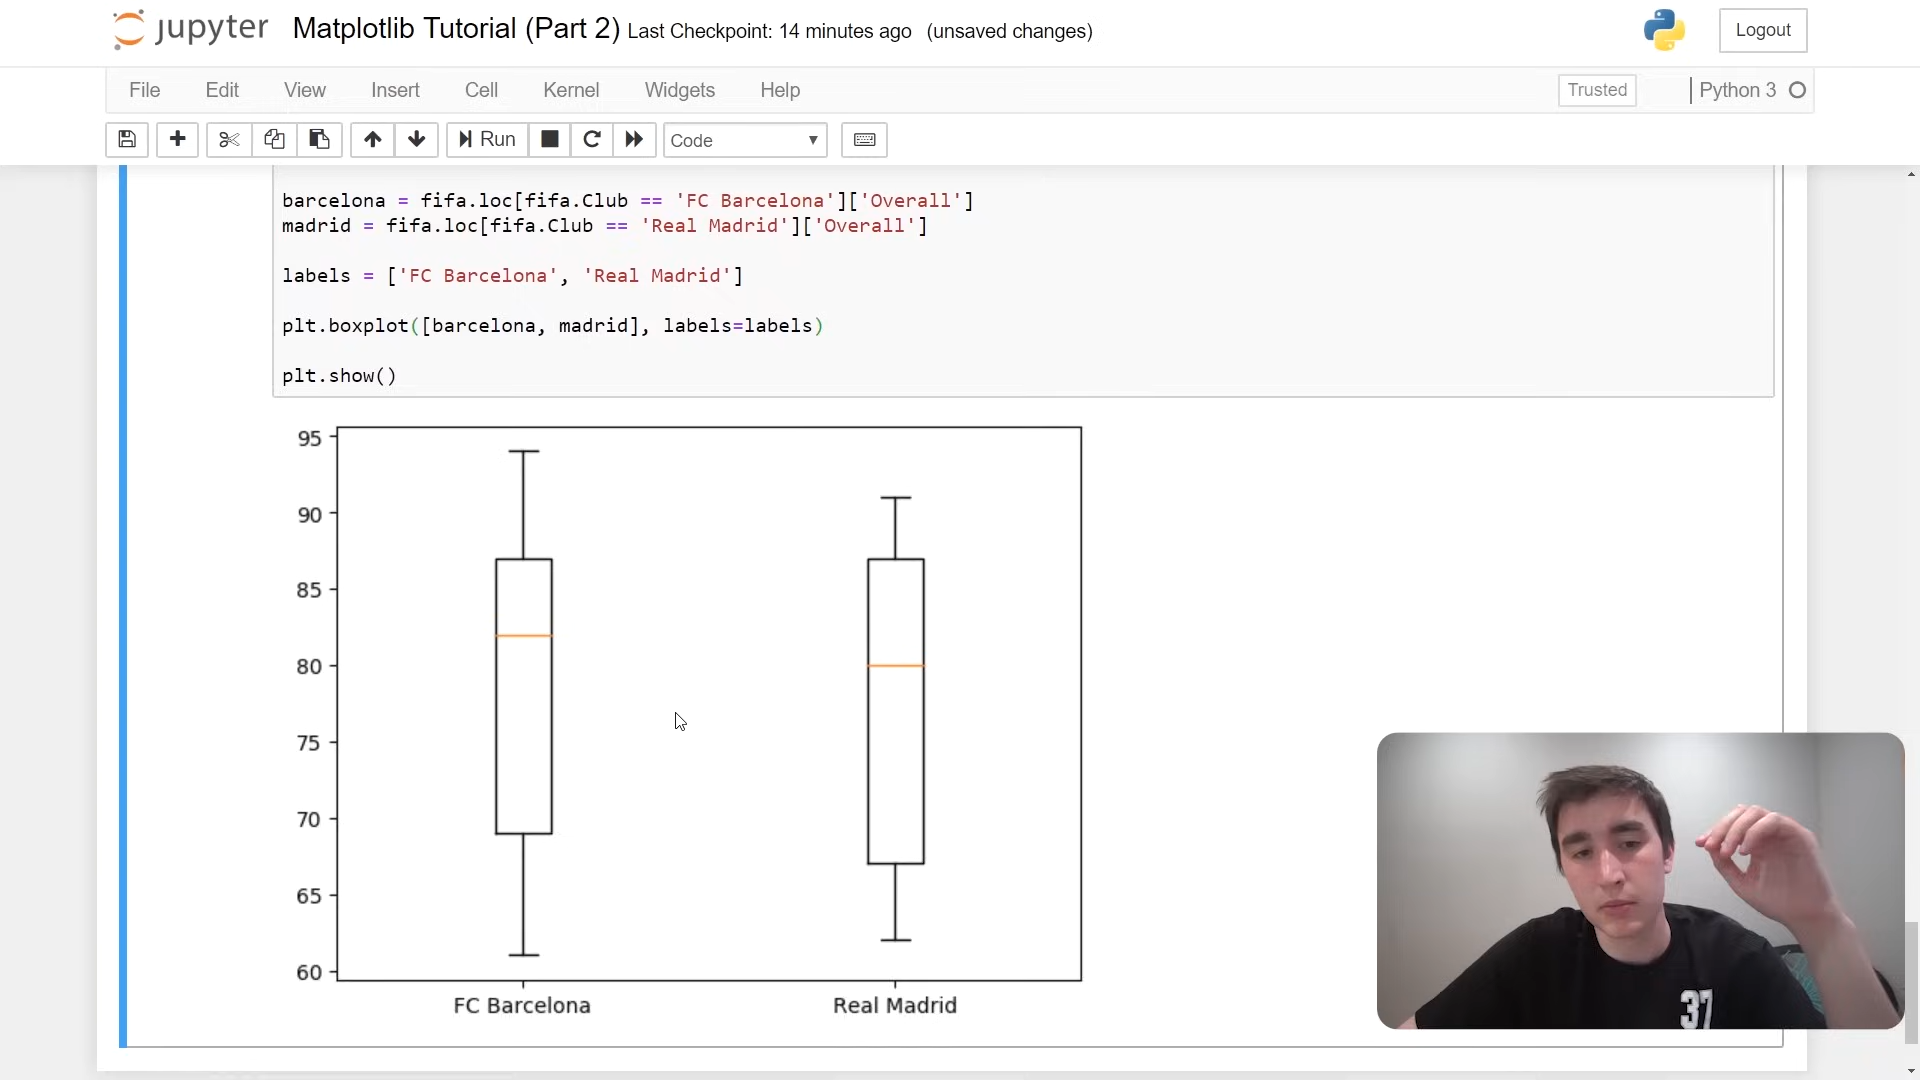 jupyter Matplotlib Tutorial (Part 2) Last Checkpoint: 14 minutes ago (unsaved changes) Logout
File Edit View Insert Cell Kernel Widgets Help Trusted Python 3
Run Code
barcelona = fifa.loc[fifa.Club == 'FC Barcelona']['Overall']
madrid = fifa.loc[fifa.Club == 'Real Madrid']['Overall']
labels = ['FC Barcelona', 'Real Madrid']
plt.boxplot([barcelona, madrid], labels=labels)
plt.show()
95
90
85
80
75
70
65
60
FC Barcelona Real Madrid
37